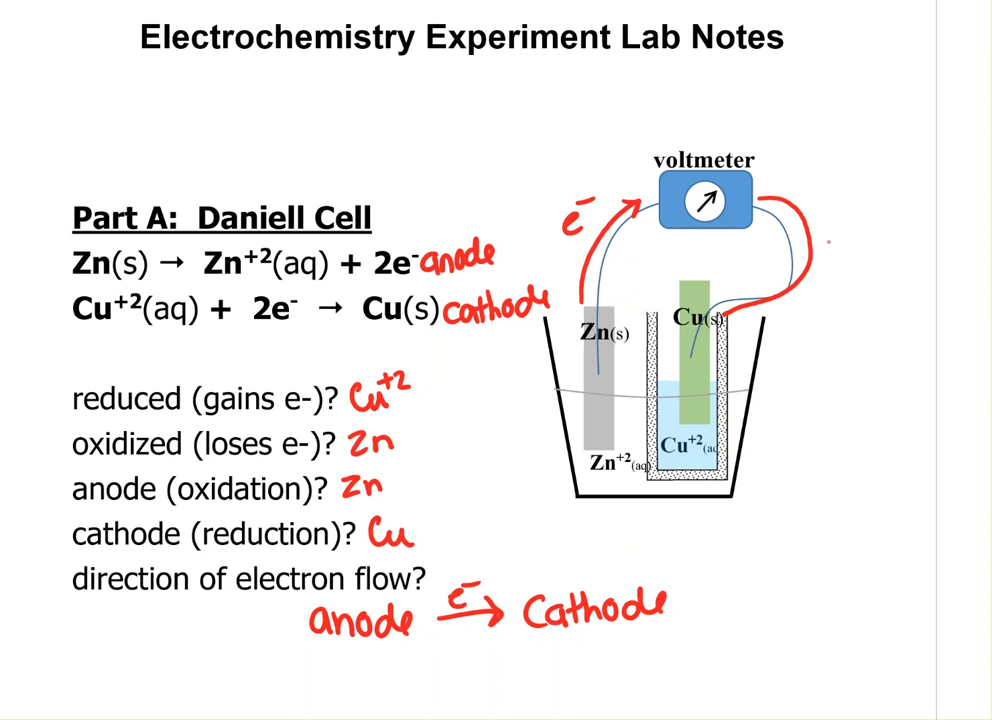 Electrochemistry Experiment Lab Notes
voltmeter
e⁻
Part A: Daniell Cell
Zn(s) → Zn⁺²(aq) + 2e⁻ anode
Cu⁺²(aq) + 2e⁻ → Cu(s) cathode
Cu(s)
Zn(s)
reduced (gains e-)? Cu⁺²
oxidized (loses e-)? Zn
Cu⁺²(aq
Zn⁺²(aq)
anode (oxidation)? Zn
cathode (reduction)? Cu
direction of electron flow?
anode e⁻→ cathode